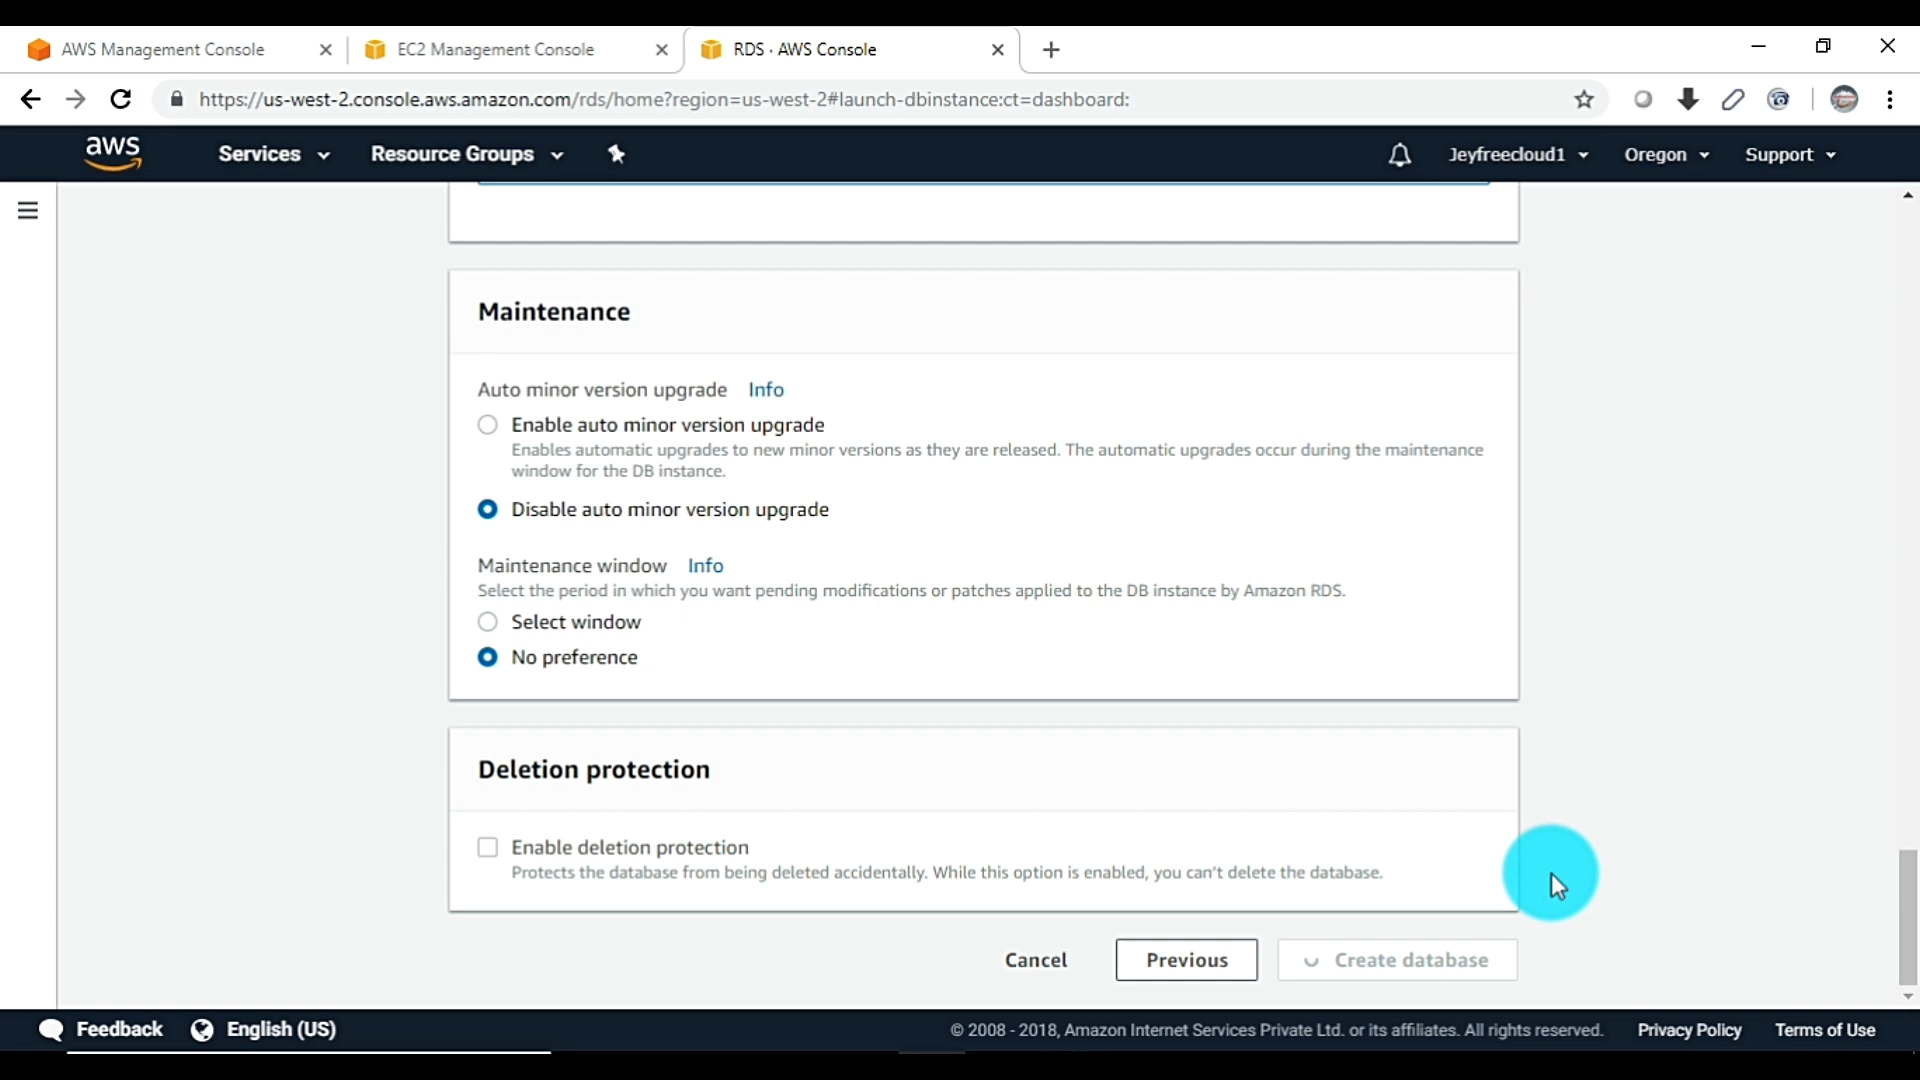 AWS Management Console
EC2 Management Console
RDS · AWS Console
https://us-west-2.console.aws.amazon.com/rds/home?region=us-west-2#launch-dbinstance:ct=dashboard:
aws
Services
Resource Groups
Jeyfreecloud1
Oregon
Support
Maintenance
Auto minor version upgrade Info
Enable auto minor version upgrade
Enables automatic upgrades to new minor versions as they are released. The automatic upgrades occur during the maintenance
window for the DB instance.
Disable auto minor version upgrade
Maintenance window Info
Select the period in which you want pending modifications or patches applied to the DB instance by Amazon RDS.
Select window
No preference
Deletion protection
Enable deletion protection
Protects the database from being deleted accidentally. While this option is enabled, you can't delete the database.
Cancel
Previous
Create database
Feedback
English (US)
© 2008 - 2018, Amazon Internet Services Private Ltd. or its affiliates. All rights reserved.
Privacy Policy
Terms of Use